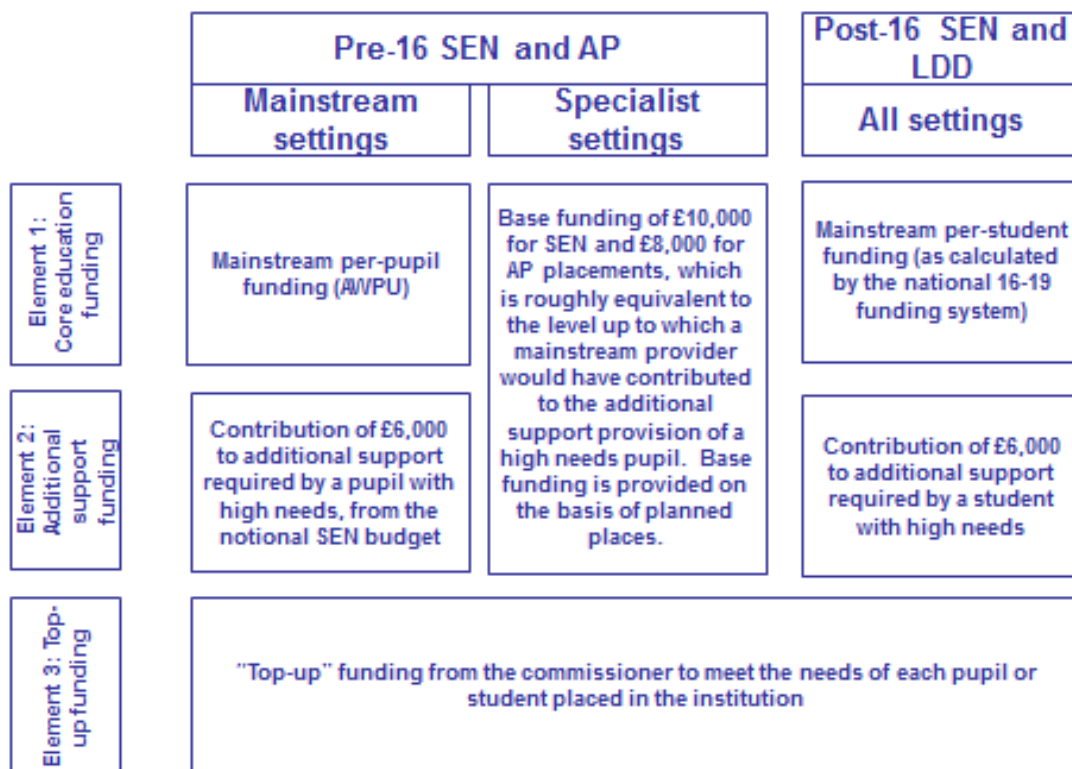 Pre-16 SEN and AP
Post-16 SEN and
LDD
Mainstream
settings
Specialist
settings
All settings
Element 1:
Core education
funding
Mainstream per-pupil
funding (AWPU)
Base funding of £10,000
for SEN and £8,000 for
AP placements, which
is roughly equivalent to
the level up to which a
mainstream provider
would have contributed
to the additional
support provision of a
high needs pupil. Base
funding is provided on
the basis of planned
places.
Mainstream per-student
funding (as calculated
by the national 16-19
funding system)
Element 2:
Additional
support
funding
Contribution of £6,000
to additional support
required by a pupil with
high needs, from the
notional SEN budget
Contribution of £6,000
to additional support
required by a student
with high needs
Element 3: Top-
up funding
"Top-up" funding from the commissioner to meet the needs of each pupil or
student placed in the institution